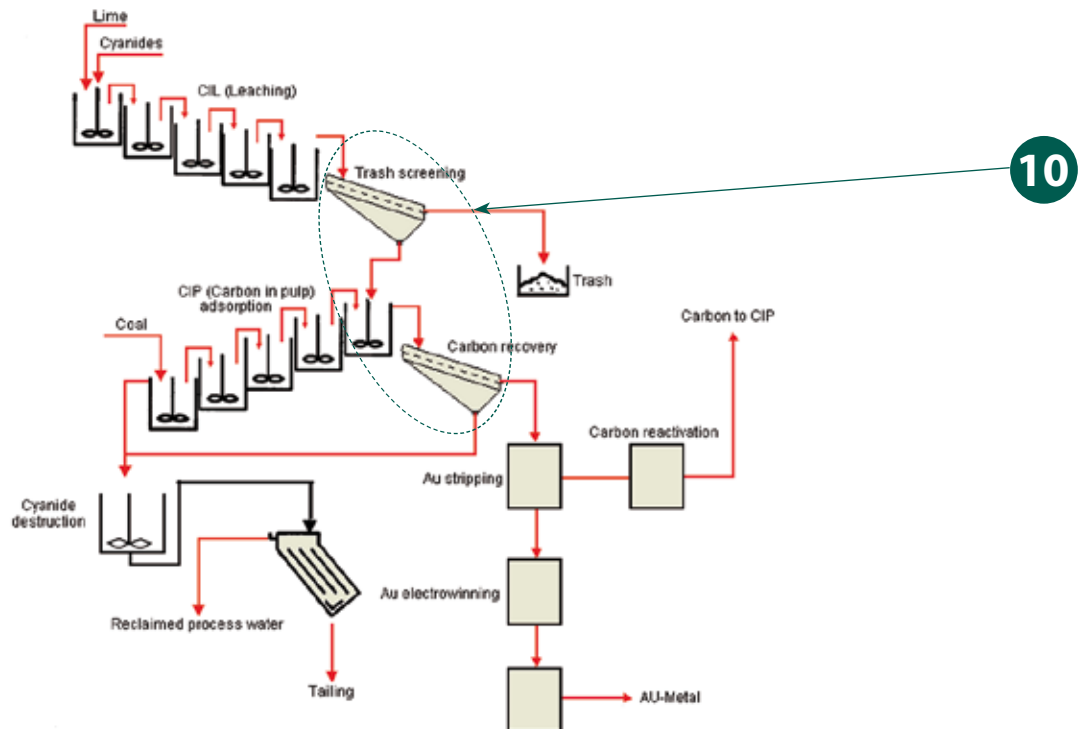 Lime
Cyanides
CIL (Leaching)
10
Trash screening
Trash
CIP (Carbon in pulp)
adsorption
Coal
Carbon recovery
Carbon to CIP
Carbon reactivation
Au stripping
Cyanide
destruction
Au electrowinning
Reclaimed process water
Tailing
AU-Metal